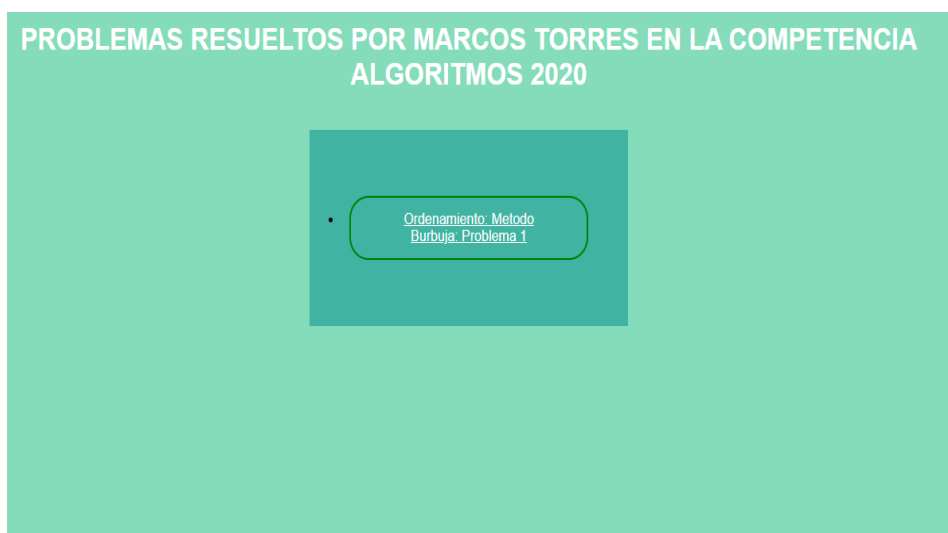 PROBLEMAS RESUELTOS POR MARCOS TORRES EN LA COMPETENCIA
ALGORITMOS 2020
Ordenamiento: Metodo
Burbuja: Problema 1